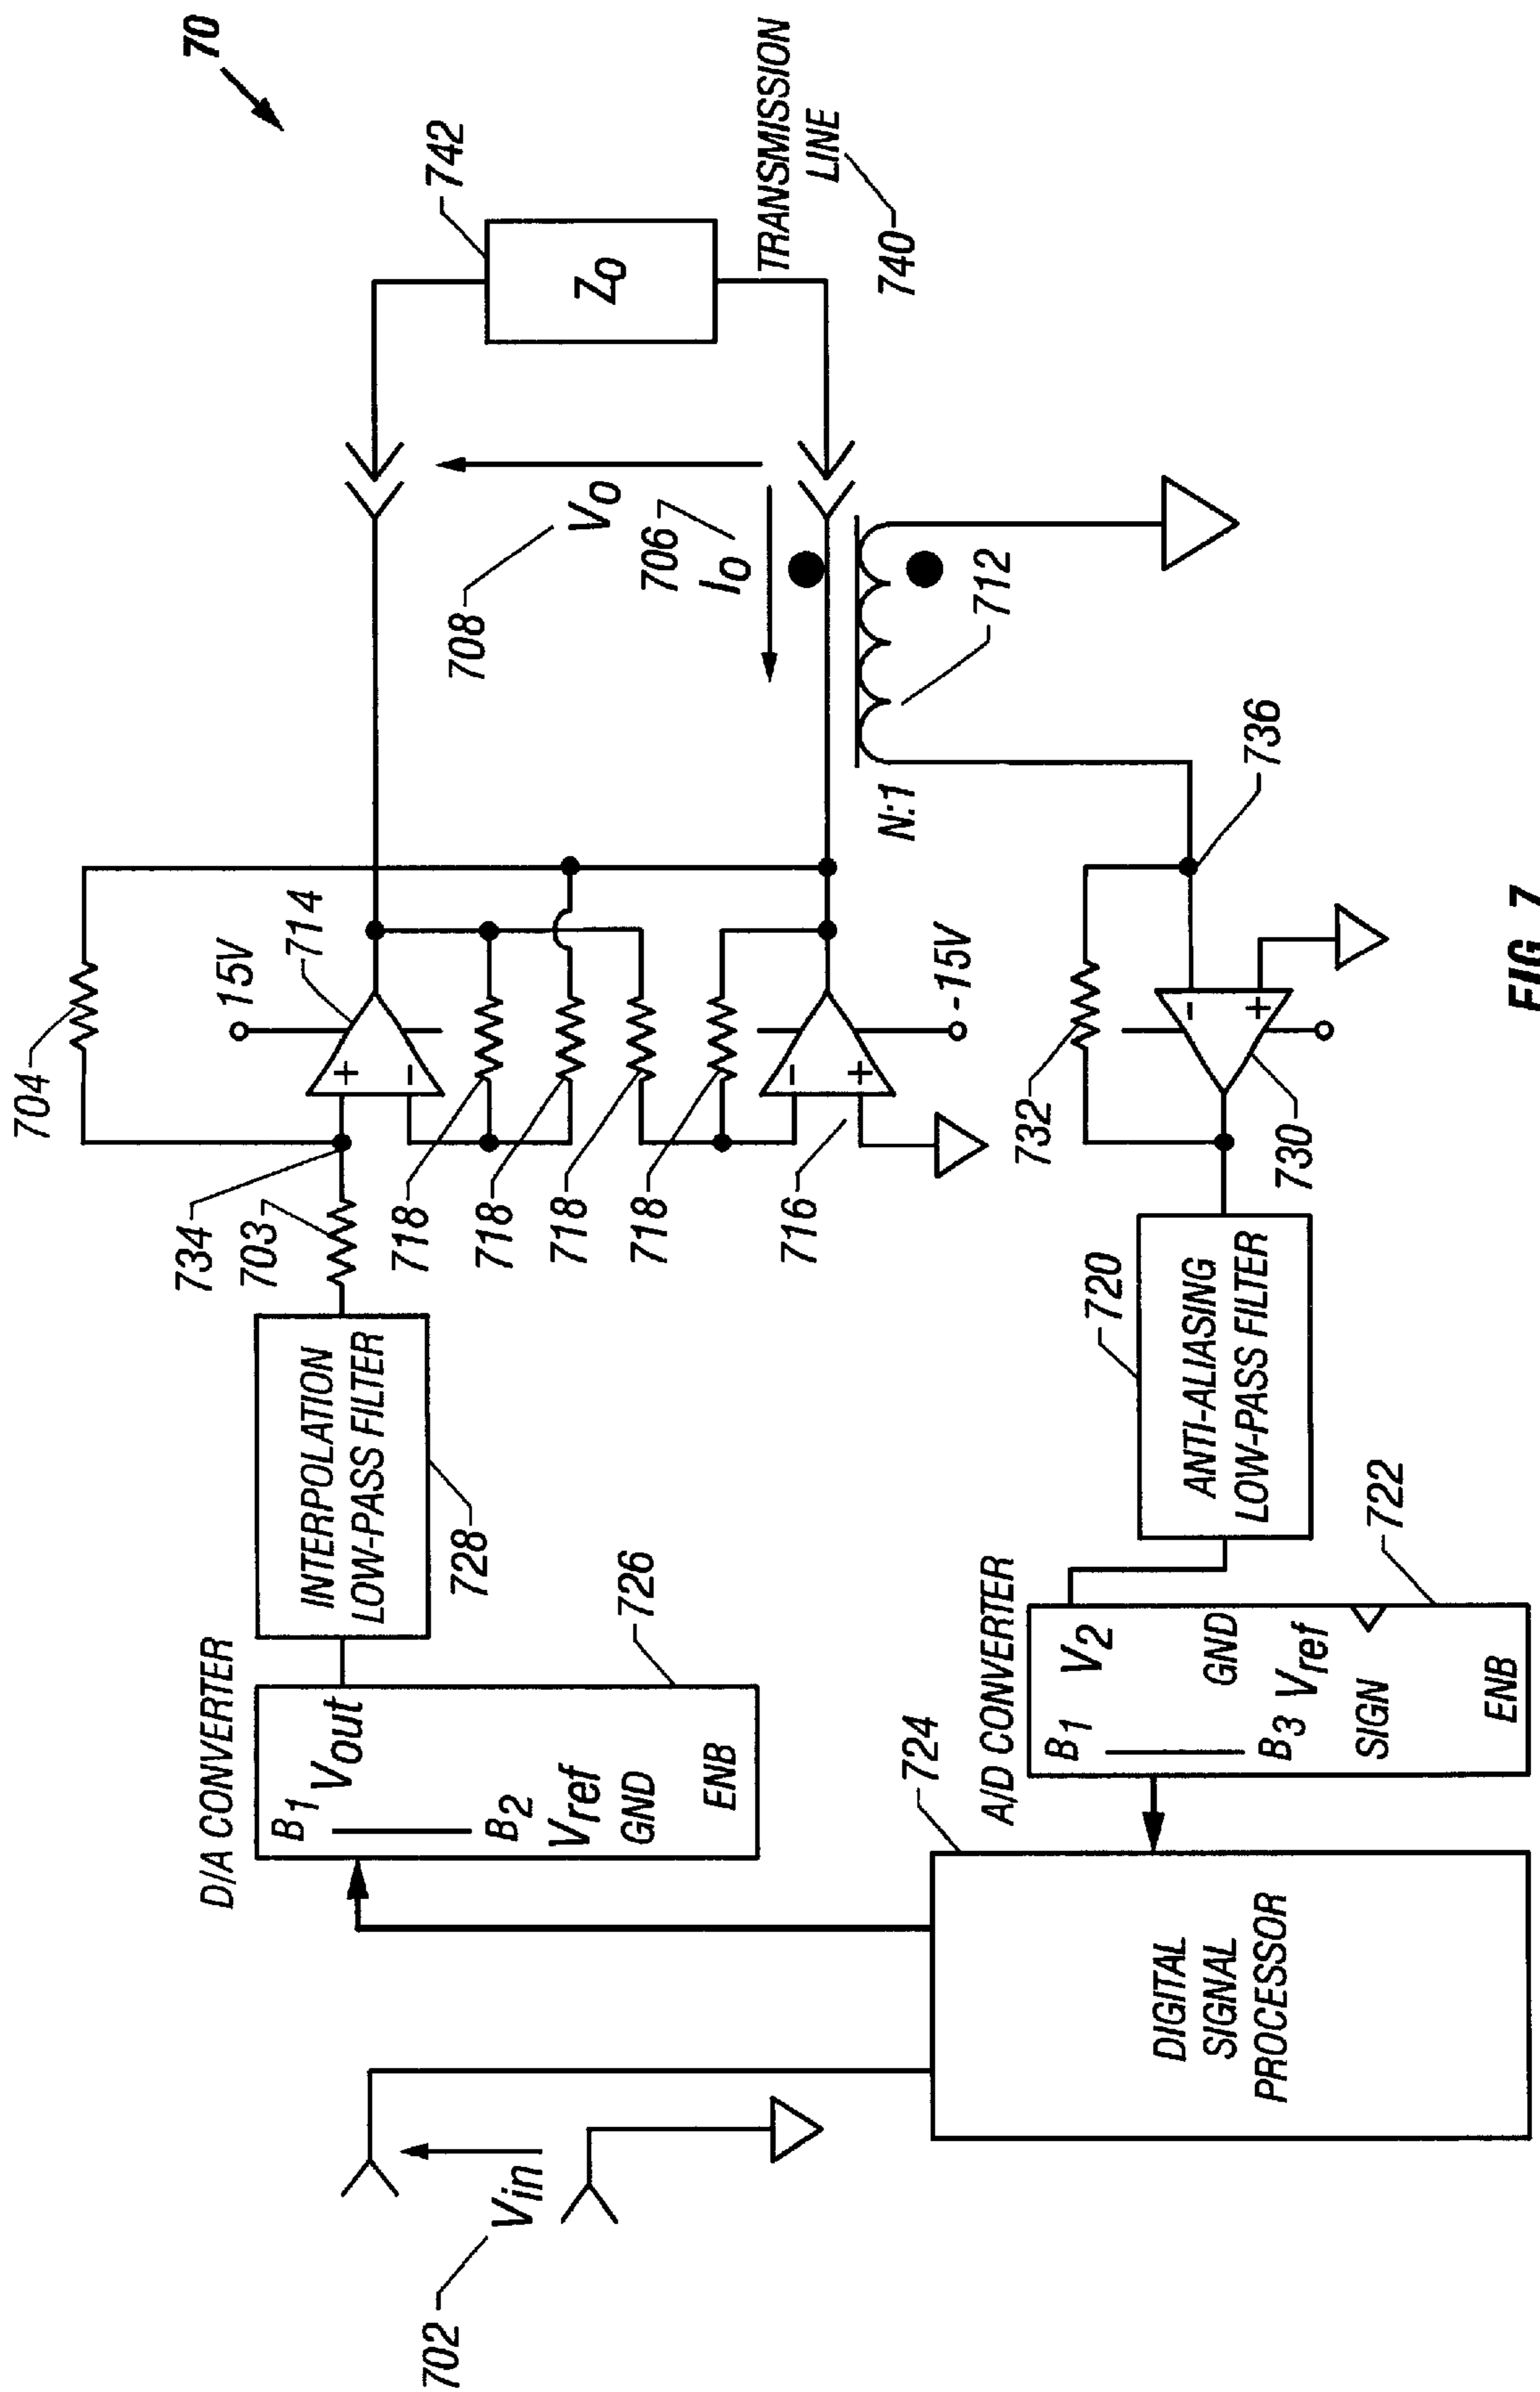 70
702
Vin
D/A CONVERTER
B1
Vout
B2
Vref
GND
ENB
726
INTERPOLATION
LOW-PASS FILTER
728
734
703
704
15V
714
+
-
718
718
718
718
716
-
+
-15V
708
Vo
706
Io
742
Zo
TRANSMISSION
LINE
740
N:1
712
736
732
-
+
730
720
ANTI-ALIASING
LOW-PASS FILTER
A/D CONVERTER
B1
V2
GND
B3
Vref
SIGN
ENB
722
724
DIGITAL
SIGNAL
PROCESSOR
FIG. 7